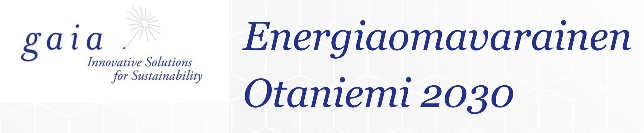 gaia
Innovative Solutions
for Sustainability
Energiaomavarainen
Otaniemi 2030